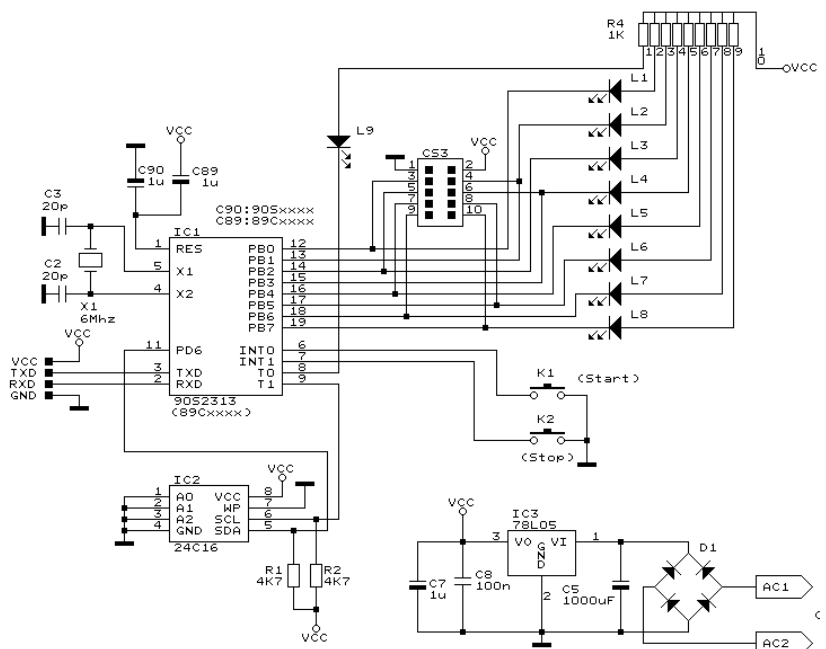 R4
1K
1 2 3 4 5 6 7 8 9
10
VCC
L1
L2
L3
L4
L5
L6
L7
L8
L9
VCC
C90
1u
C89
1u
CS3
VCC
1 2
3 4
5 6
7 8
9 10
C3
20p
C2
20p
X1
6Mhz
C90:90Sxxxx
C89:89Cxxxx
IC1
1 RES PB0 12
PB1 13
5 X1 PB2 14
PB3 15
4 X2 PB4 16
PB5 17
PB6 18
PB7 19
11 PD6 INT0 6
INT1 7
3 TXD T0 8
2 RXD T1 9
90S2313
(89Cxxxx)
VCC
VCC
TXD
RXD
GND
K1
(Start)
K2
(Stop)
IC2
1 A0 VCC 8
2 A1 WP 7
3 A2 SCL 6
4 GND SDA 5
24C16
VCC
R1
4K7
R2
4K7
VCC
VCC
IC3
78L05
3 VO GND VI 1
2
C7
1u
C8
100n
C5
1000uF
D1
AC1
AC2